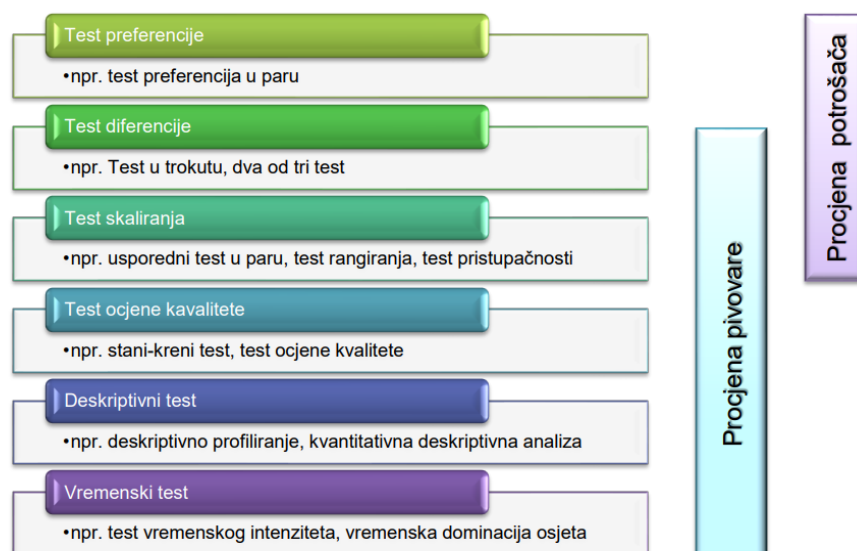 Test preferencije
•npr. test preferencija u paru
Test diferencije
•npr. Test u trokutu, dva od tri test
Test skaliranja
•npr. usporedni test u paru, test rangiranja, test pristupačnosti
Test ocjene kavalitete
•npr. stani-kreni test, test ocjene kvalitete
Deskriptivni test
•npr. deskriptivno profiliranje, kvantitativna deskriptivna analiza
Vremenski test
•npr. test vremenskog intenziteta, vremenska dominacija osjeta
Procjena pivovare
Procjena potrošača